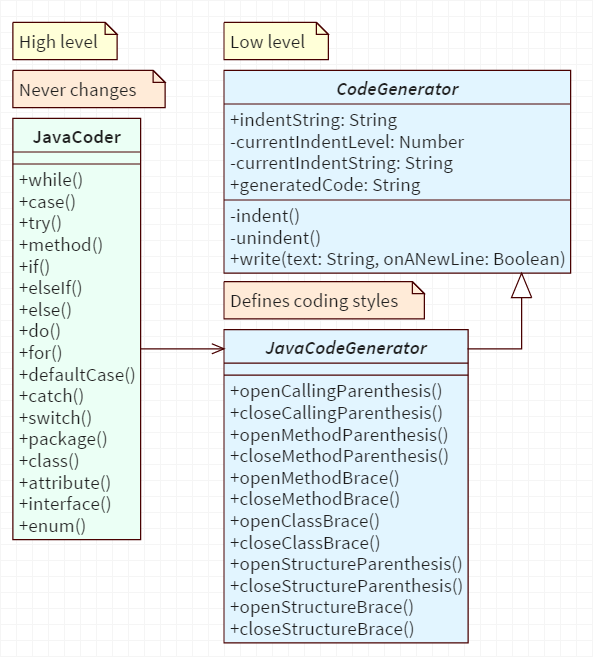 High level
Never changes
JavaCoder
+while()
+case()
+try()
+method()
+if()
+elseIf()
+else()
+do()
+for()
+defaultCase()
+catch()
+switch()
+package()
+class()
+attribute()
+interface()
+enum()
Low level
CodeGenerator
+indentString: String
-currentIndentLevel: Number
-currentIndentString: String
+generatedCode: String
-indent()
-unindent()
+write(text: String, onANewLine: Boolean)
Defines coding styles
JavaCodeGenerator
+openCallingParenthesis()
+closeCallingParenthesis()
+openMethodParenthesis()
+closeMethodParenthesis()
+openMethodBrace()
+closeMethodBrace()
+openClassBrace()
+closeClassBrace()
+openStructureParenthesis()
+closeStructureParenthesis()
+openStructureBrace()
+closeStructureBrace()